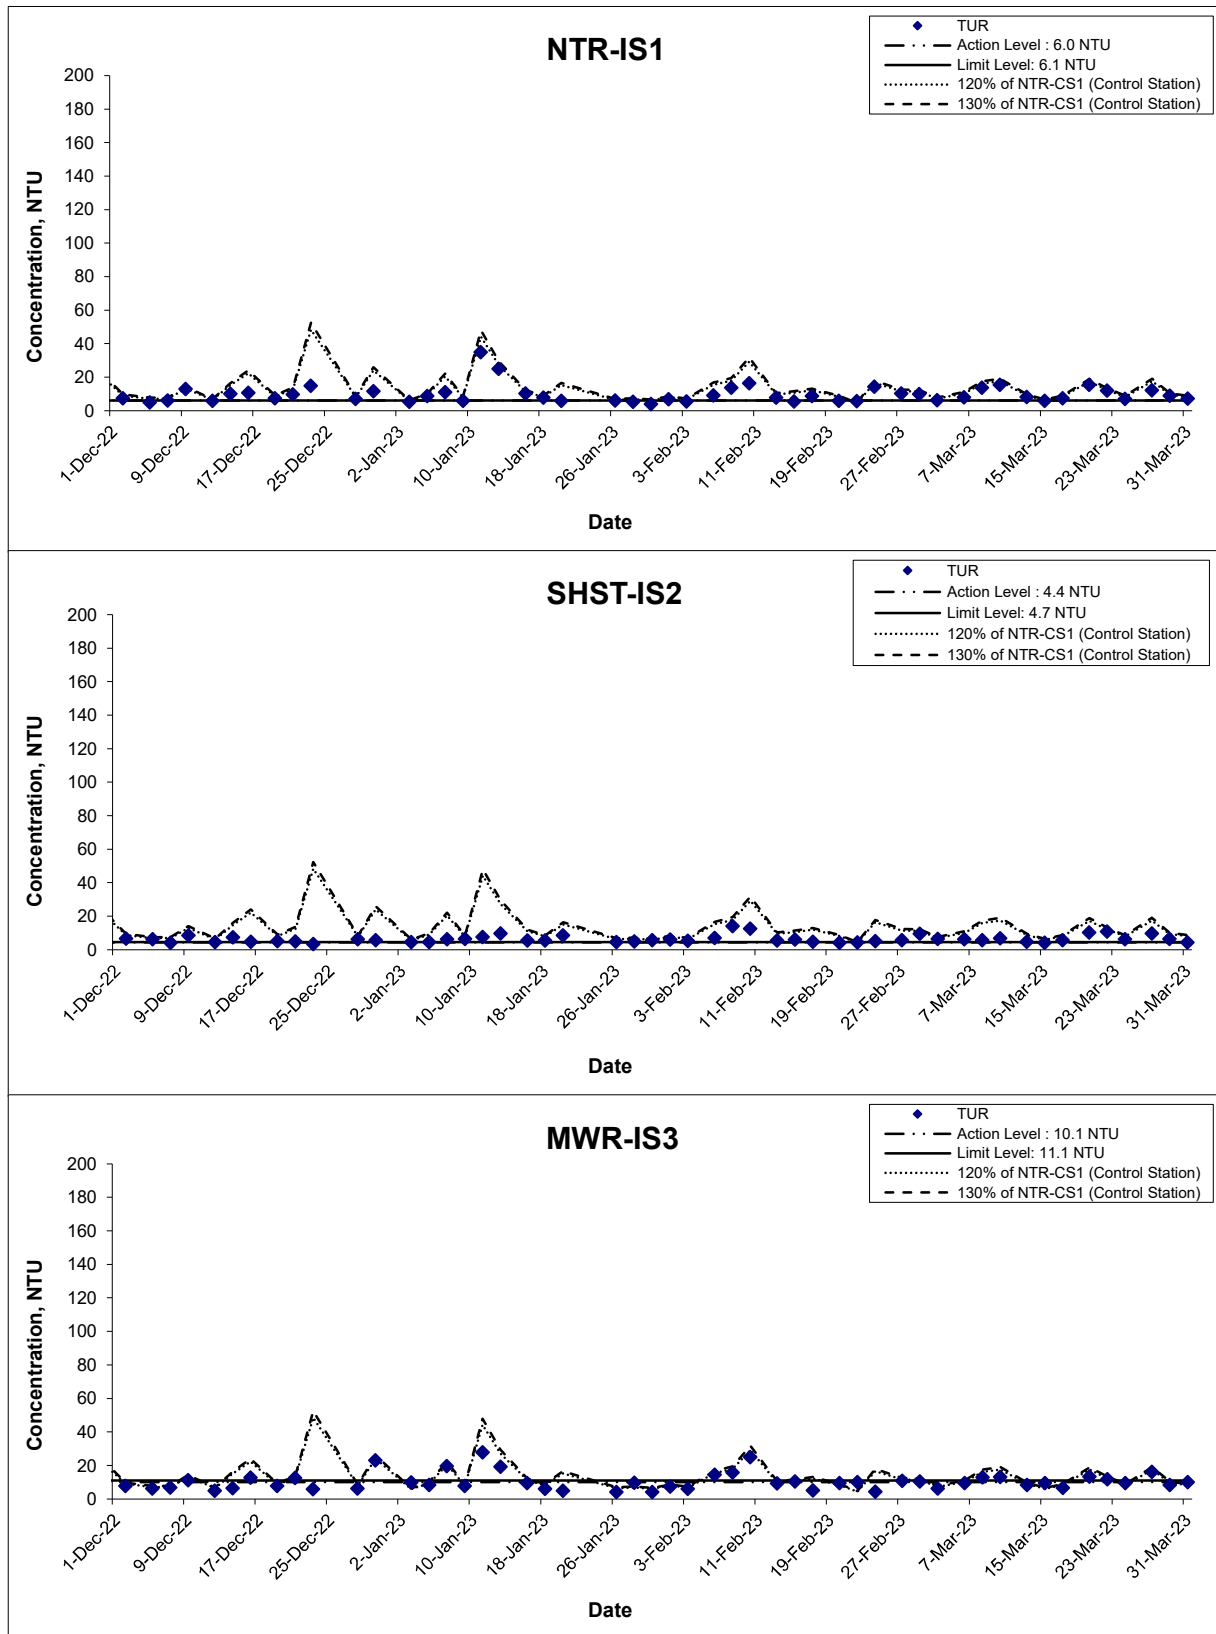 NTR-IS1
TUR
Action Level : 6.0 NTU
Limit Level: 6.1 NTU
120% of NTR-CS1 (Control Station)
130% of NTR-CS1 (Control Station)
Concentration, NTU
200
180
160
140
120
100
80
60
40
20
0
1-Dec-22
9-Dec-22
17-Dec-22
25-Dec-22
2-Jan-23
10-Jan-23
18-Jan-23
26-Jan-23
3-Feb-23
11-Feb-23
19-Feb-23
27-Feb-23
7-Mar-23
15-Mar-23
23-Mar-23
31-Mar-23
Date
SHST-IS2
TUR
Action Level : 4.4 NTU
Limit Level: 4.7 NTU
120% of NTR-CS1 (Control Station)
130% of NTR-CS1 (Control Station)
Concentration, NTU
200
180
160
140
120
100
80
60
40
20
0
1-Dec-22
9-Dec-22
17-Dec-22
25-Dec-22
2-Jan-23
10-Jan-23
18-Jan-23
26-Jan-23
3-Feb-23
11-Feb-23
19-Feb-23
27-Feb-23
7-Mar-23
15-Mar-23
23-Mar-23
31-Mar-23
Date
MWR-IS3
TUR
Action Level : 10.1 NTU
Limit Level: 11.1 NTU
120% of NTR-CS1 (Control Station)
130% of NTR-CS1 (Control Station)
Concentration, NTU
200
180
160
140
120
100
80
60
40
20
0
1-Dec-22
9-Dec-22
17-Dec-22
25-Dec-22
2-Jan-23
10-Jan-23
18-Jan-23
26-Jan-23
3-Feb-23
11-Feb-23
19-Feb-23
27-Feb-23
7-Mar-23
15-Mar-23
23-Mar-23
31-Mar-23
Date